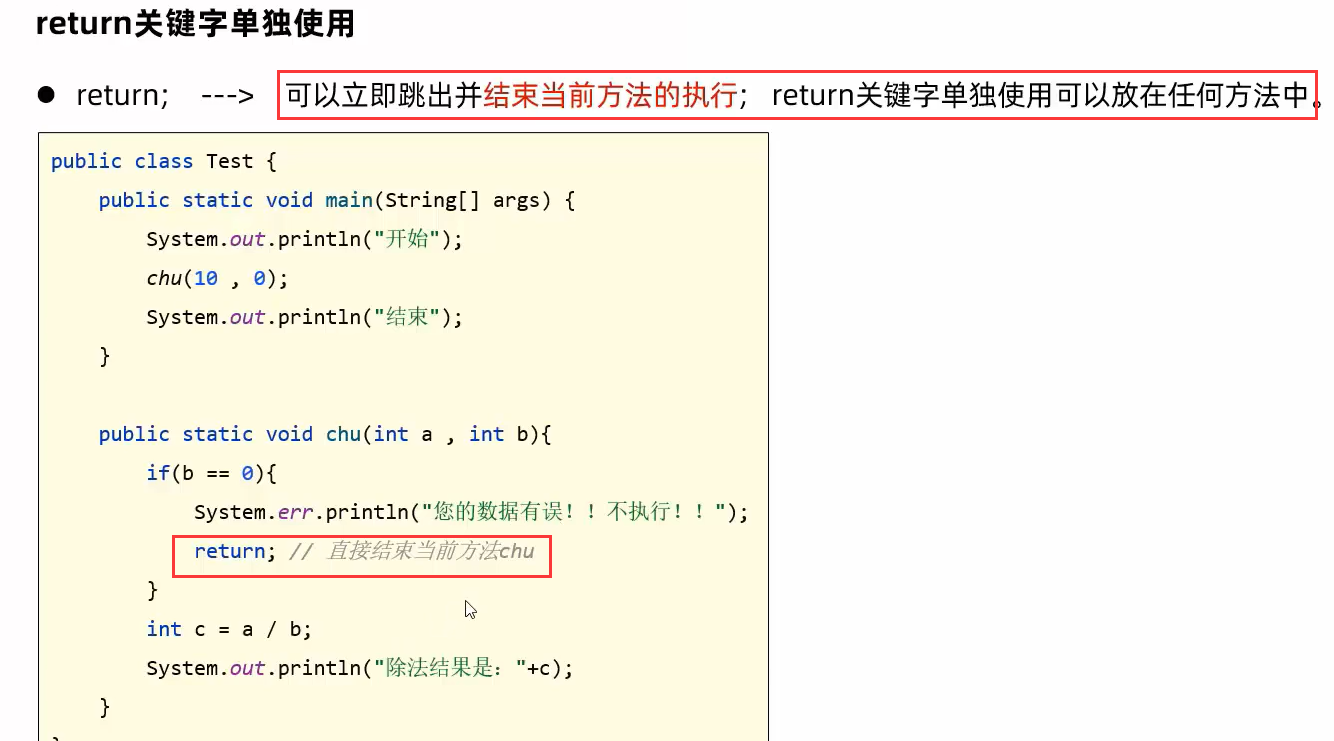 return关键字单独使用
● return;   ---> 可以立即跳出并结束当前方法的执行; return关键字单独使用可以放在任何方法中。
public class Test {
    public static void main(String[] args) {
        System.out.println("开始");
        chu(10 , 0);
        System.out.println("结束");
    }
    public static void chu(int a , int b){
        if(b == 0){
            System.err.println("您的数据有误！！不执行！！");
            return; // 直接结束当前方法chu
        }
        int c = a / b;
        System.out.println("除法结果是："+c);
    }